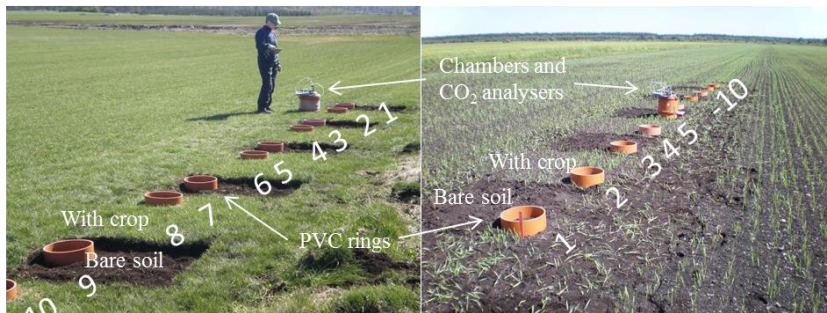 Chambers and
CO₂ analysers
1
2
3
4
5
6
With crop
7
8
PVC rings
Bare soil
9
10
-10
5
4
3
With crop
2
Bare soil
1